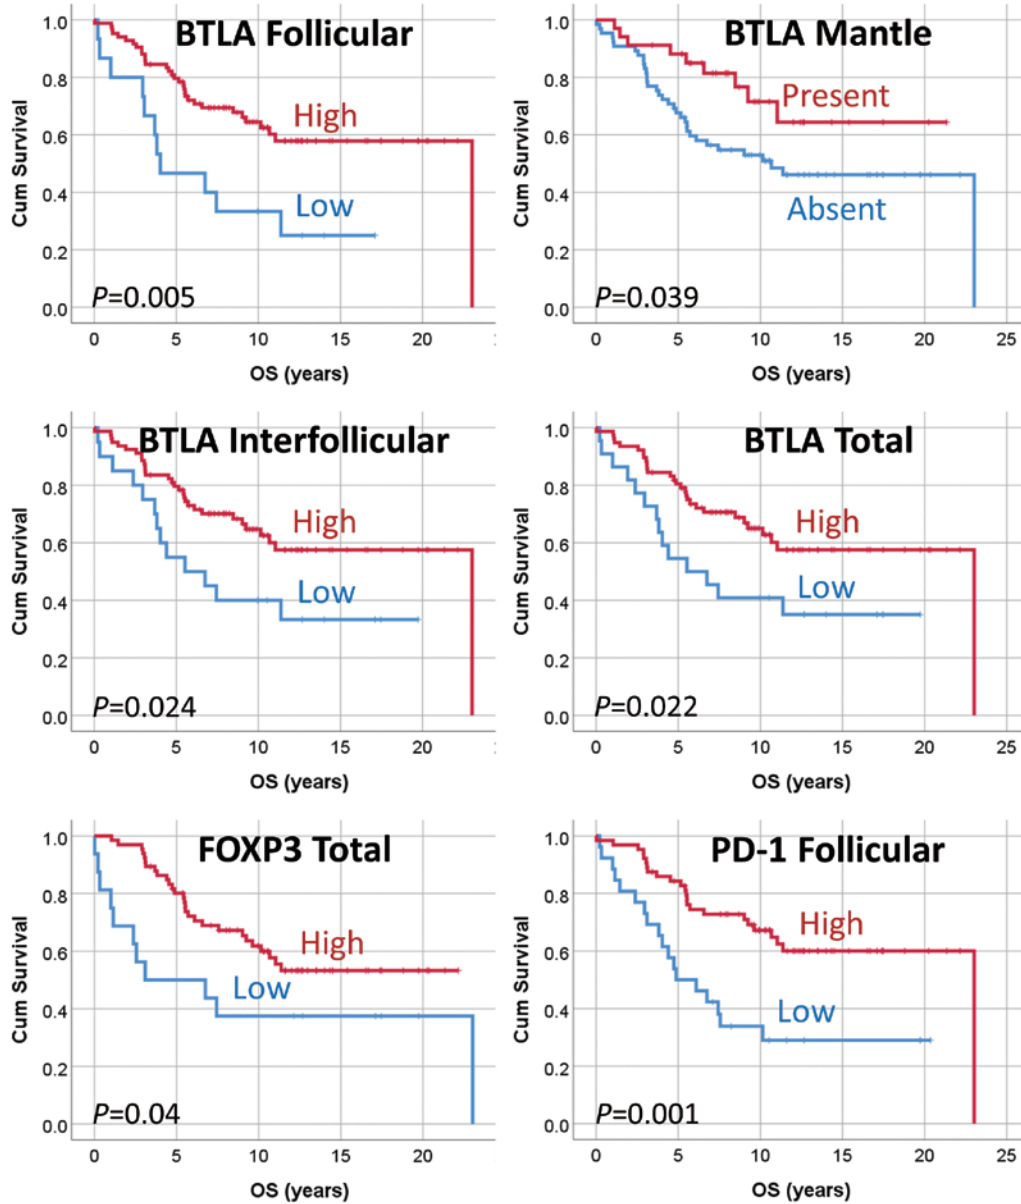 BTLA Follicular
Cum Survival
1.0
0.8
0.6
0.4
0.2
0.0
High
Low
P=0.005
0 5 10 15 20
OS (years)
BTLA Mantle
Cum Survival
1.0
0.8
0.6
0.4
0.2
0.0
Present
Absent
P=0.039
0 5 10 15 20 25
OS (years)
BTLA Interfollicular
Cum Survival
1.0
0.8
0.6
0.4
0.2
0.0
High
Low
P=0.024
0 5 10 15 20
OS (years)
BTLA Total
Cum Survival
1.0
0.8
0.6
0.4
0.2
0.0
High
Low
P=0.022
0 5 10 15 20 25
OS (years)
FOXP3 Total
Cum Survival
1.0
0.8
0.6
0.4
0.2
0.0
High
Low
P=0.04
0 5 10 15 20
OS (years)
PD-1 Follicular
Cum Survival
1.0
0.8
0.6
0.4
0.2
0.0
High
Low
P=0.001
0 5 10 15 20 25
OS (years)